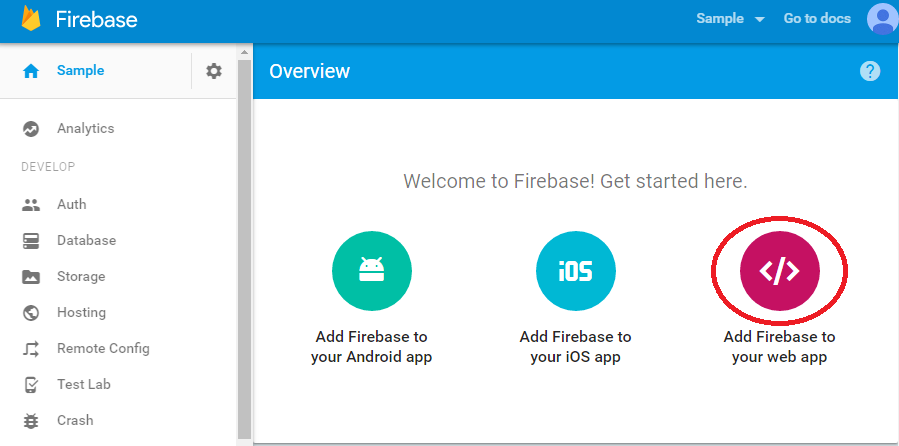 Firebase
Sample
Go to docs
Sample
Overview
?
Analytics
DEVELOP
Auth
Database
Storage
Hosting
Remote Config
Test Lab
Crash
Welcome to Firebase! Get started here.
iOS
</>
Add Firebase to
your Android app
Add Firebase to
your iOS app
Add Firebase to
your web app